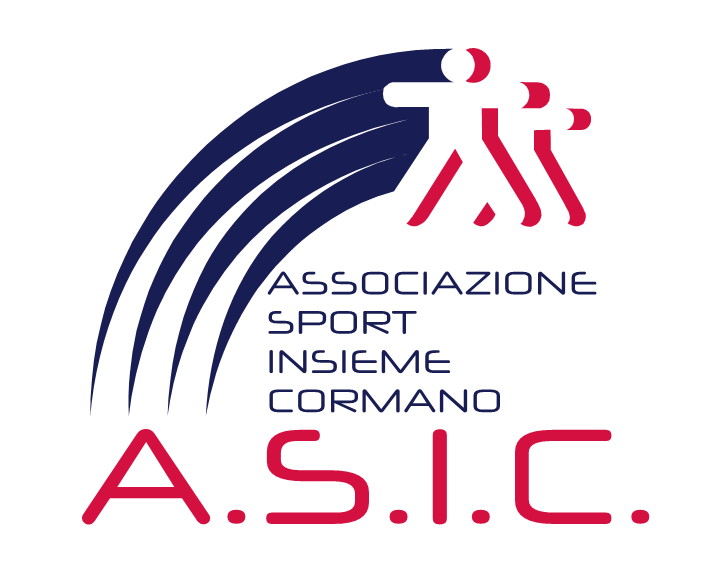 ASSOCIAZIONE
SPORT
INSIEME
CORMANO
A.S.I.C.